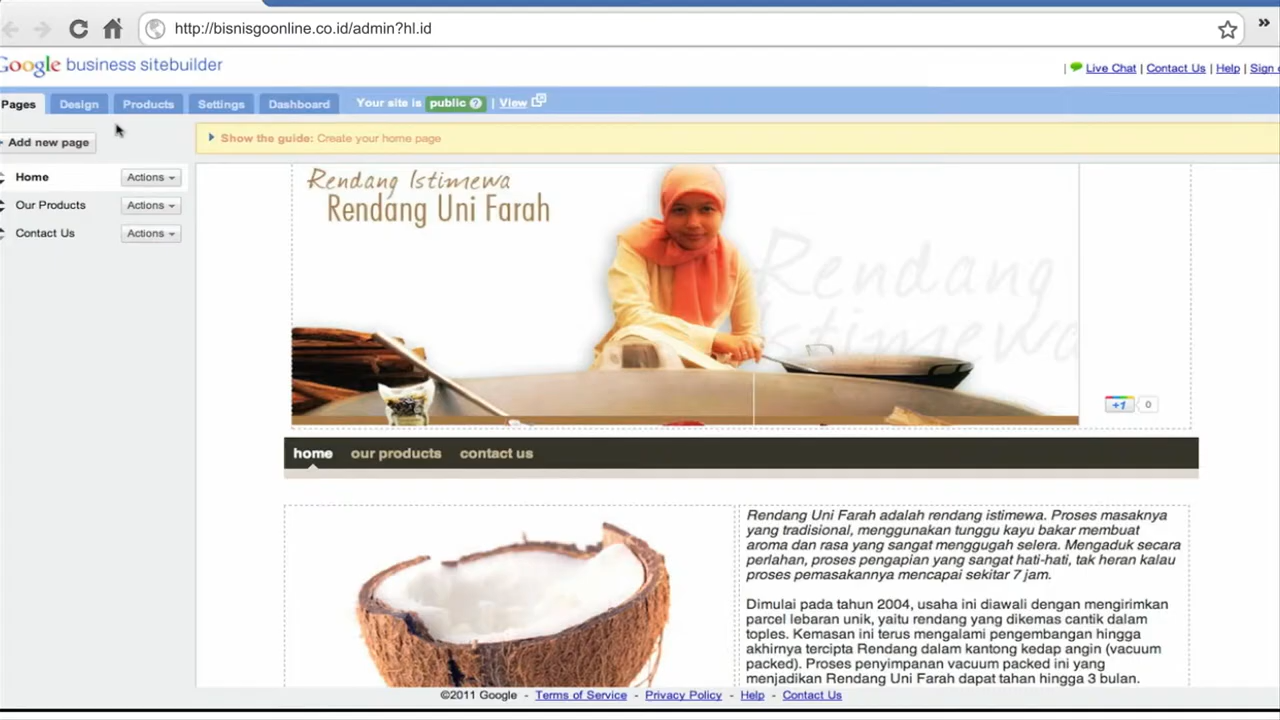 http://bisnisgoonline.co.id/admin?hl.id
Google business sitebuilder
| Live Chat | Contact Us | Help | Sign
Pages Design Products Settings Dashboard Your site is public ? | View
Add new page
Show the guide: Create your home page
Home Actions
Our Products Actions
Contact Us Actions
Rendang Istimewa
Rendang Uni Farah
Rendang
Istimewa
+1 0
home our products contact us
Rendang Uni Farah adalah rendang istimewa. Proses masaknya
yang tradisional, menggunakan tungku kayu bakar membuat
aroma dan rasa yang sangat menggugah selera. Mengaduk secara
perlahan, proses pengapian yang sangat hati-hati, tak heran kalau
proses pemasakannya mencapai sekitar 7 jam.
Dimulai pada tahun 2004, usaha ini diawali dengan mengirimkan
parcel lebaran unik, yaitu rendang yang dikemas cantik dalam
toples. Kemasan ini terus mengalami pengembangan hingga
akhirnya tercipta Rendang dalam kantong kedap angin (vacuum
packed). Proses penyimpanan vacuum packed ini yang
menjadikan Rendang Uni Farah dapat tahan hingga 3 bulan.
©2011 Google - Terms of Service - Privacy Policy - Help - Contact Us